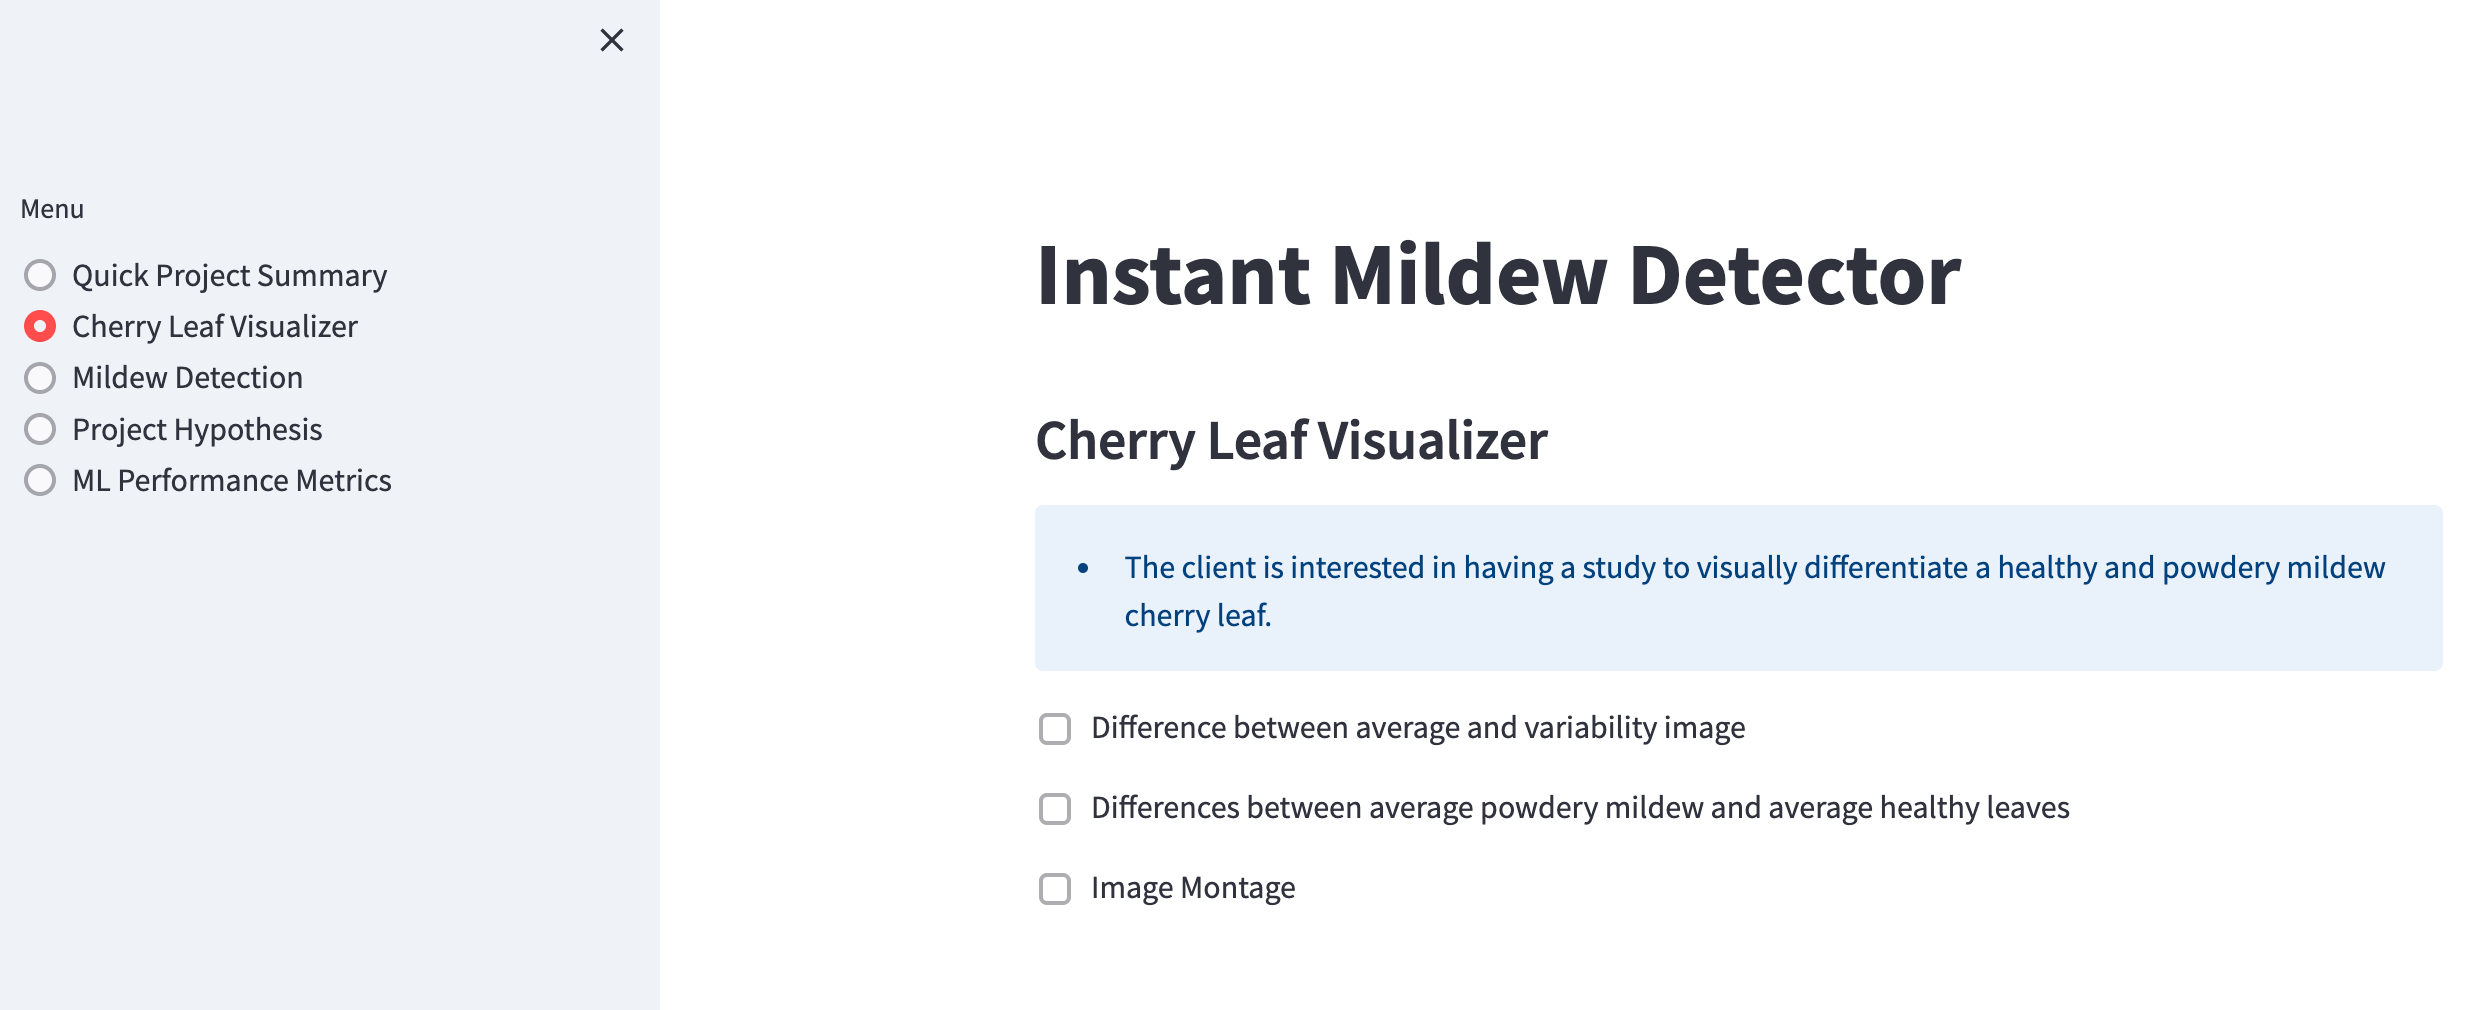 Menu
Quick Project Summary
Cherry Leaf Visualizer
Mildew Detection
Project Hypothesis
ML Performance Metrics
Instant Mildew Detector
Cherry Leaf Visualizer
• The client is interested in having a study to visually differentiate a healthy and powdery mildew
cherry leaf.
Difference between average and variability image
Differences between average powdery mildew and average healthy leaves
Image Montage